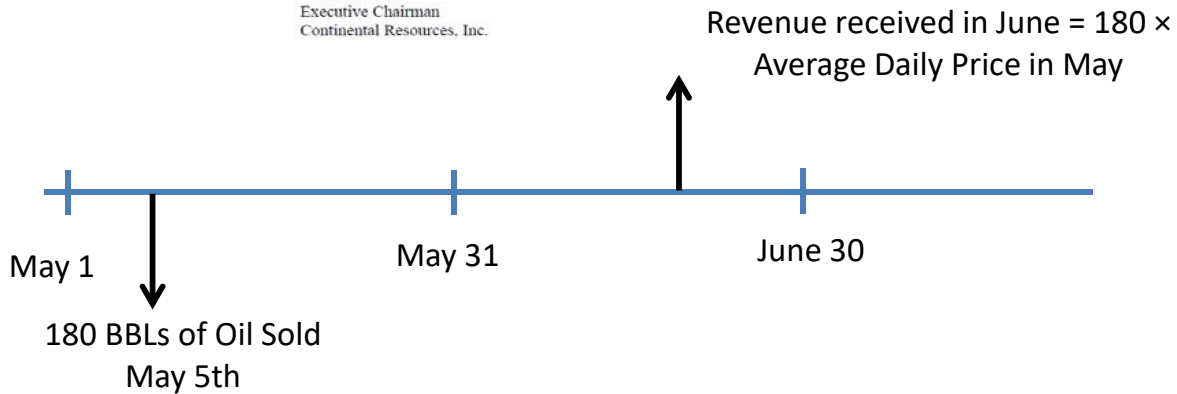 Executive Chairman
Continental Resources, Inc.
Revenue received in June = 180 ×
Average Daily Price in May
May 1
May 31
June 30
180 BBLs of Oil Sold
May 5th